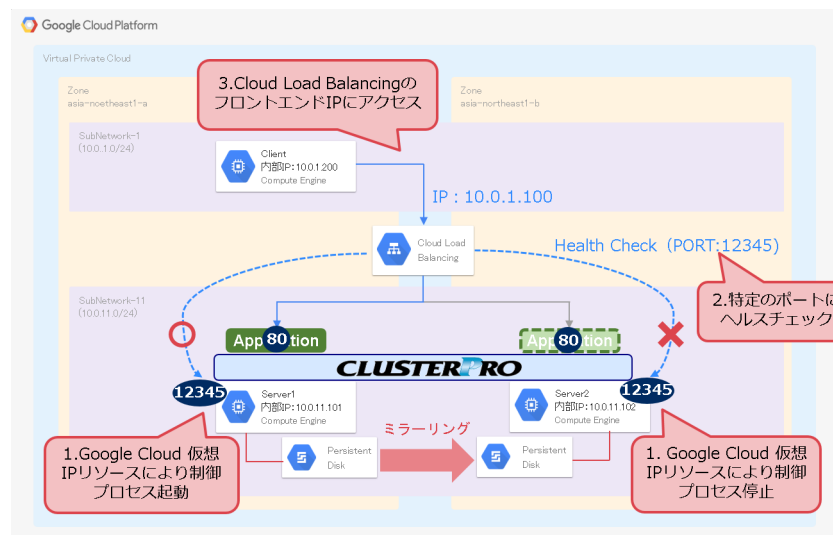 Google Cloud Platform
Virtual Private Cloud
Zone
asia-noetheast1-a
3.Cloud Load Balancingの
フロントエンドIPにアクセス
Zone
asia-northeast1-b
SubNetwork-1
(10.0.1.0/24)
Client
内部IP:10.0.1.200
Compute Engine
IP:10.0.1.100
Cloud Load
Balancing
Health Check (PORT:12345)
SubNetwork-11
(10.0.11.0/24)
2.特定のポートに
ヘルスチェック
80
80
CLUSTERPRO
12345
12345
Server1
内部IP:10.0.11.101
Compute Engine
Server2
内部IP:10.0.11.102
Compute Engine
ミラーリング
Persistent
Disk
Persistent
Disk
1.Google Cloud 仮想
IPリソースにより制御
プロセス起動
1. Google Cloud 仮想
IPリソースにより制御
プロセス停止